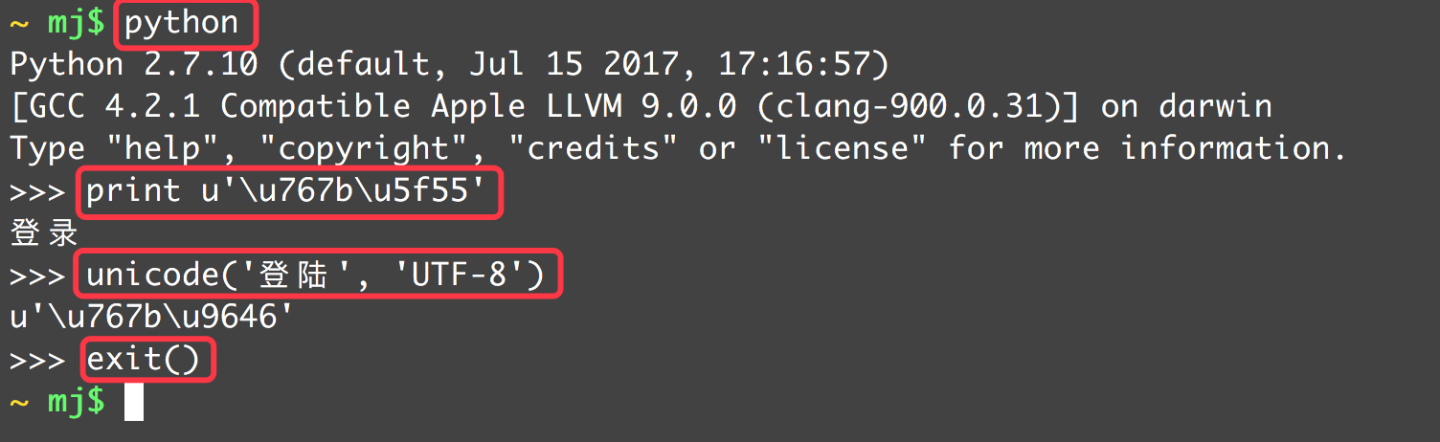 ~ mj$ python
Python 2.7.10 (default, Jul 15 2017, 17:16:57)
[GCC 4.2.1 Compatible Apple LLVM 9.0.0 (clang-900.0.31)] on darwin
Type "help", "copyright", "credits" or "license" for more information.
>>> print u'\u767b\u5f55'
登录
>>> unicode('登陆', 'UTF-8')
u'\u767b\u9646'
>>> exit()
~ mj$